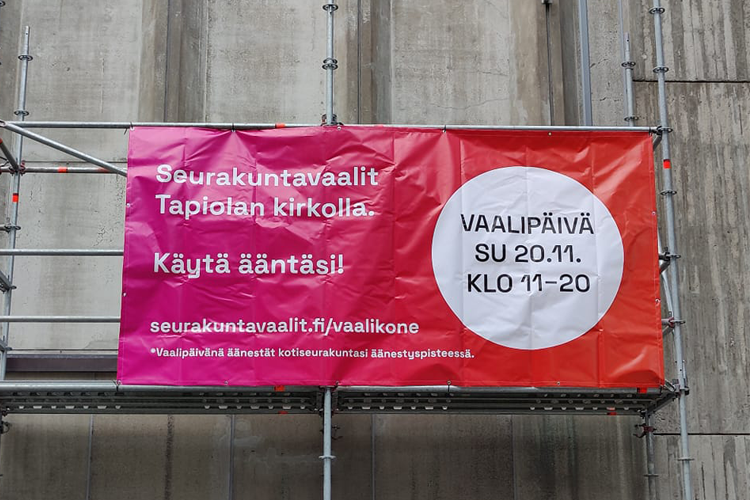 Seurakuntavaalit
Tapiolan kirkolla.
Käytä ääntäsi!
seurakuntavaalit.fi/vaalikone
*Vaalipäivänä äänestät kotiseurakuntasi äänestyspisteessä.
VAALIPÄIVÄ
SU 20.11.
KLO 11–20